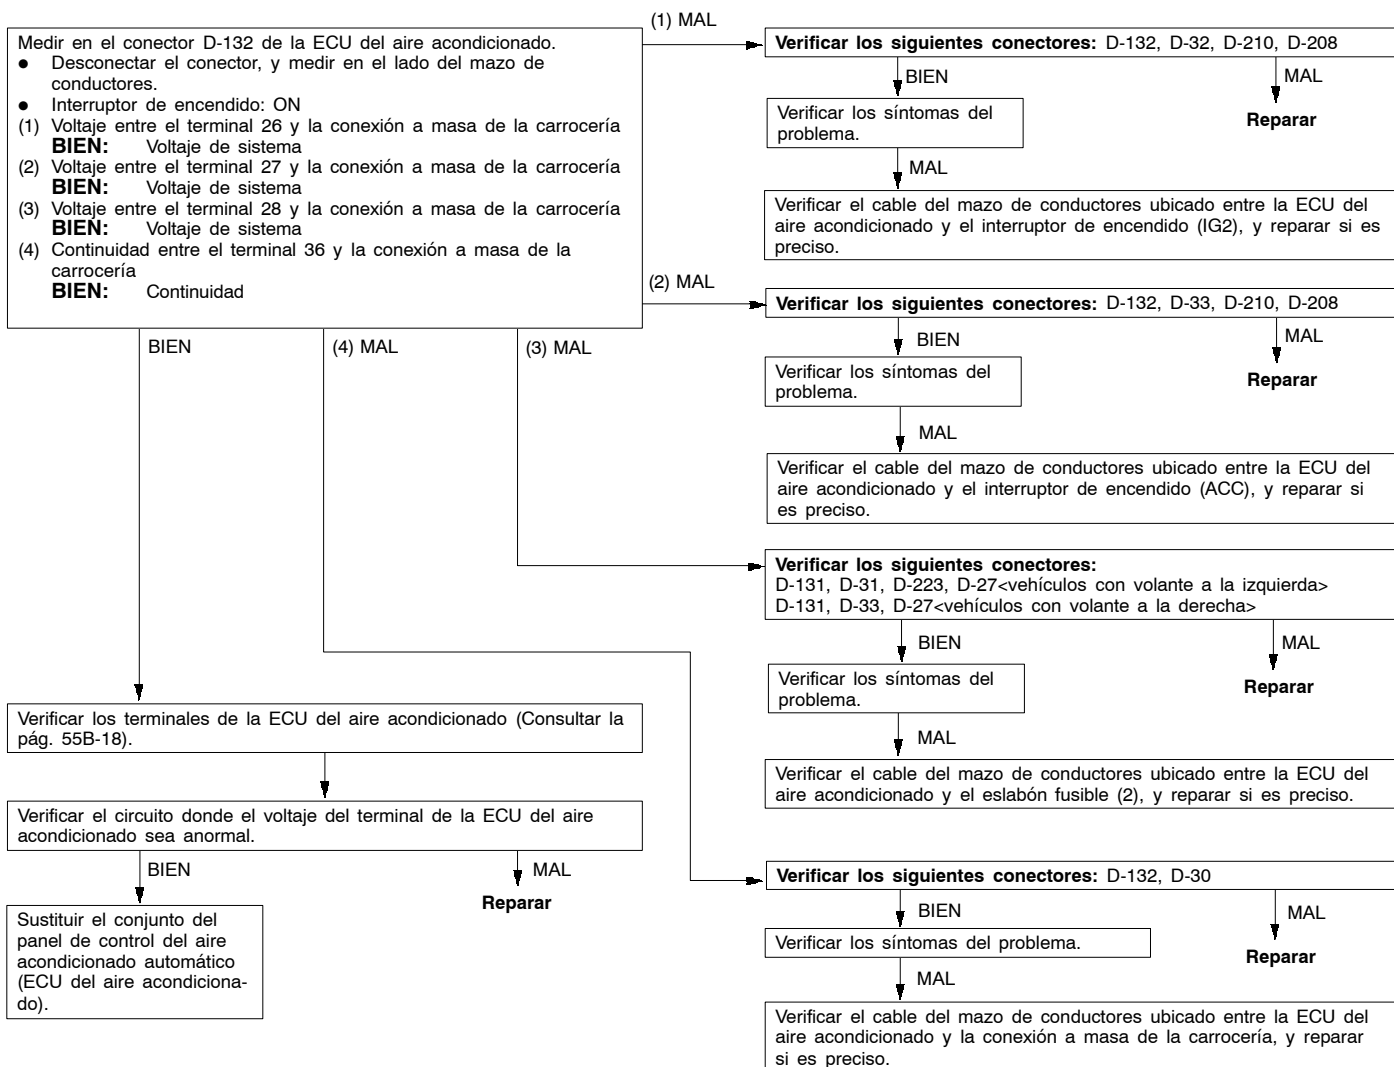 Medir en el conector D-132 de la ECU del aire acondicionado.
● Desconectar el conector, y medir en el lado del mazo de
conductores.
● Interruptor de encendido: ON
(1) Voltaje entre el terminal 26 y la conexión a masa de la carrocería
BIEN: Voltaje de sistema
(2) Voltaje entre el terminal 27 y la conexión a masa de la carrocería
BIEN: Voltaje de sistema
(3) Voltaje entre el terminal 28 y la conexión a masa de la carrocería
BIEN: Voltaje de sistema
(4) Continuidad entre el terminal 36 y la conexión a masa de la
carrocería
BIEN: Continuidad
(1) MAL
Verificar los siguientes conectores: D-132, D-32, D-210, D-208
BIEN
MAL
Verificar los síntomas del
problema.
Reparar
MAL
Verificar el cable del mazo de conductores ubicado entre la ECU del
aire acondicionado y el interruptor de encendido (IG2), y reparar si es
preciso.
(2) MAL
Verificar los siguientes conectores: D-132, D-33, D-210, D-208
BIEN
MAL
Verificar los síntomas del
problema.
Reparar
MAL
Verificar el cable del mazo de conductores ubicado entre la ECU del
aire acondicionado y el interruptor de encendido (ACC), y reparar si
es preciso.
BIEN
(4) MAL
(3) MAL
Verificar los siguientes conectores:
D-131, D-31, D-223, D-27<vehículos con volante a la izquierda>
D-131, D-33, D-27<vehículos con volante a la derecha>
BIEN
MAL
Verificar los síntomas del
problema.
Reparar
MAL
Verificar el cable del mazo de conductores ubicado entre la ECU del
aire acondicionado y el eslabón fusible (2), y reparar si es preciso.
Verificar los terminales de la ECU del aire acondicionado (Consultar la
pág. 55B-18).
Verificar el circuito donde el voltaje del terminal de la ECU del aire
acondicionado sea anormal.
BIEN
MAL
Reparar
Sustituir el conjunto del
panel de control del aire
acondicionado automático
(ECU del aire acondiciona-
do).
Verificar los siguientes conectores: D-132, D-30
BIEN
MAL
Verificar los síntomas del problema.
Reparar
MAL
Verificar el cable del mazo de conductores ubicado entre la ECU del
aire acondicionado y la conexión a masa de la carrocería, y reparar
si es preciso.